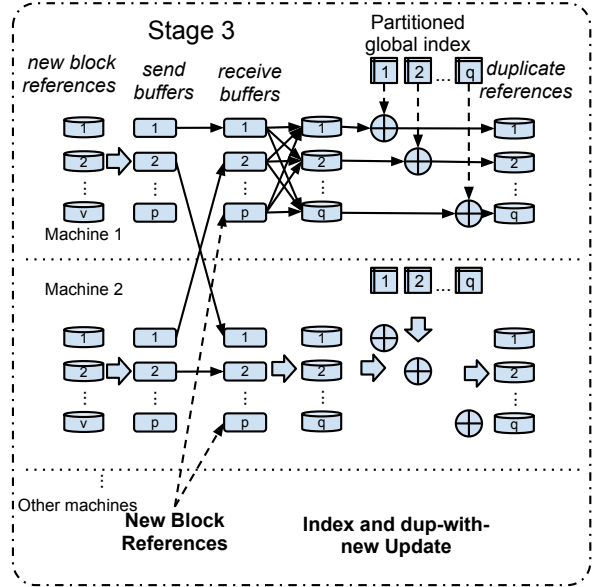 Stage 3
Partitioned
global index
new block
references
send
buffers
receive
buffers
duplicate
references
1 2 ... q
1 1 1 1 1
2 2 2 2 2
v p p q q
Machine 1
Machine 2
1 2 ... q
1 1 1 1 1
2 2 2 2 2
v p p q q
Other machines
New Block
References
Index and dup-with-
new Update